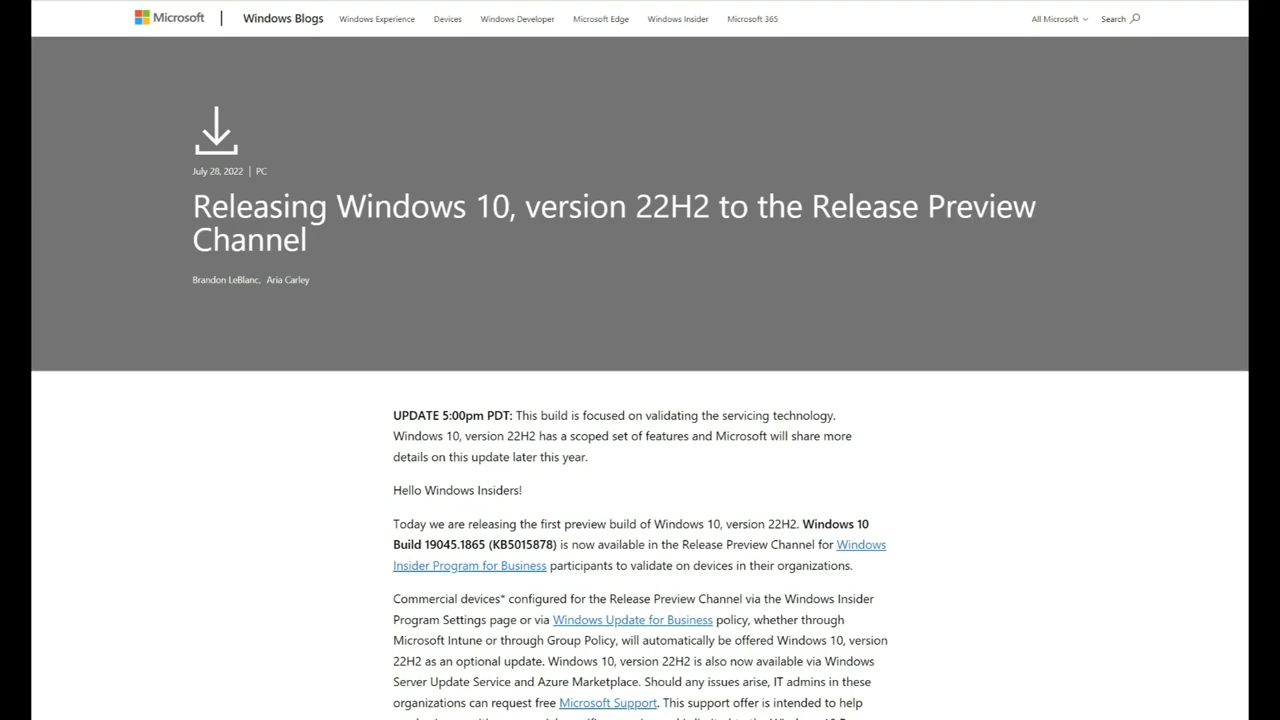 Microsoft | Windows Blogs Windows Experience Devices Windows Developer Microsoft Edge Windows Insider Microsoft 365 All Microsoft Search
July 28, 2022 | PC
Releasing Windows 10, version 22H2 to the Release Preview
Channel
Brandon LeBlanc, Aria Carley
UPDATE 5:00pm PDT: This build is focused on validating the servicing technology.
Windows 10, version 22H2 has a scoped set of features and Microsoft will share more
details on this update later this year.
Hello Windows Insiders!
Today we are releasing the first preview build of Windows 10, version 22H2. Windows 10
Build 19045.1865 (KB5015878) is now available in the Release Preview Channel for Windows
Insider Program for Business participants to validate on devices in their organizations.
Commercial devices* configured for the Release Preview Channel via the Windows Insider
Program Settings page or via Windows Update for Business policy, whether through
Microsoft Intune or through Group Policy, will automatically be offered Windows 10, version
22H2 as an optional update. Windows 10, version 22H2 is also now available via Windows
Server Update Service and Azure Marketplace. Should any issues arise, IT admins in these
organizations can request free Microsoft Support. This support offer is intended to help